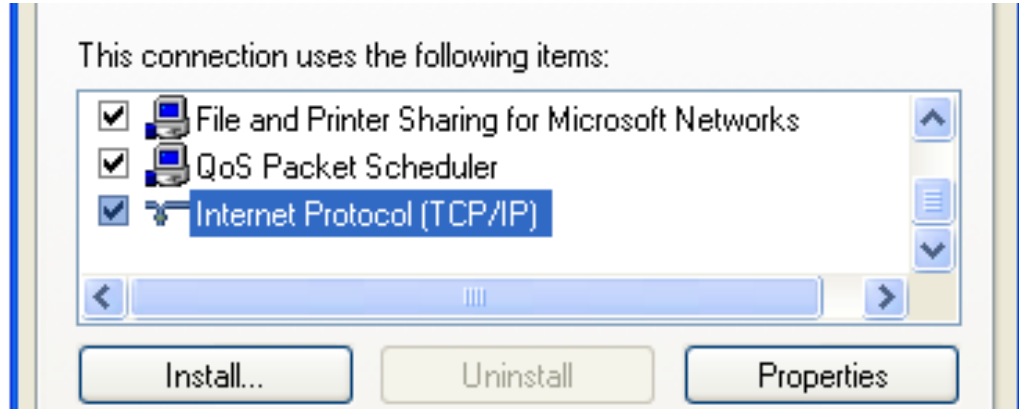 This connection uses the following items:
File and Printer Sharing for Microsoft Networks
QoS Packet Scheduler
Internet Protocol (TCP/IP)
Install... Uninstall Properties